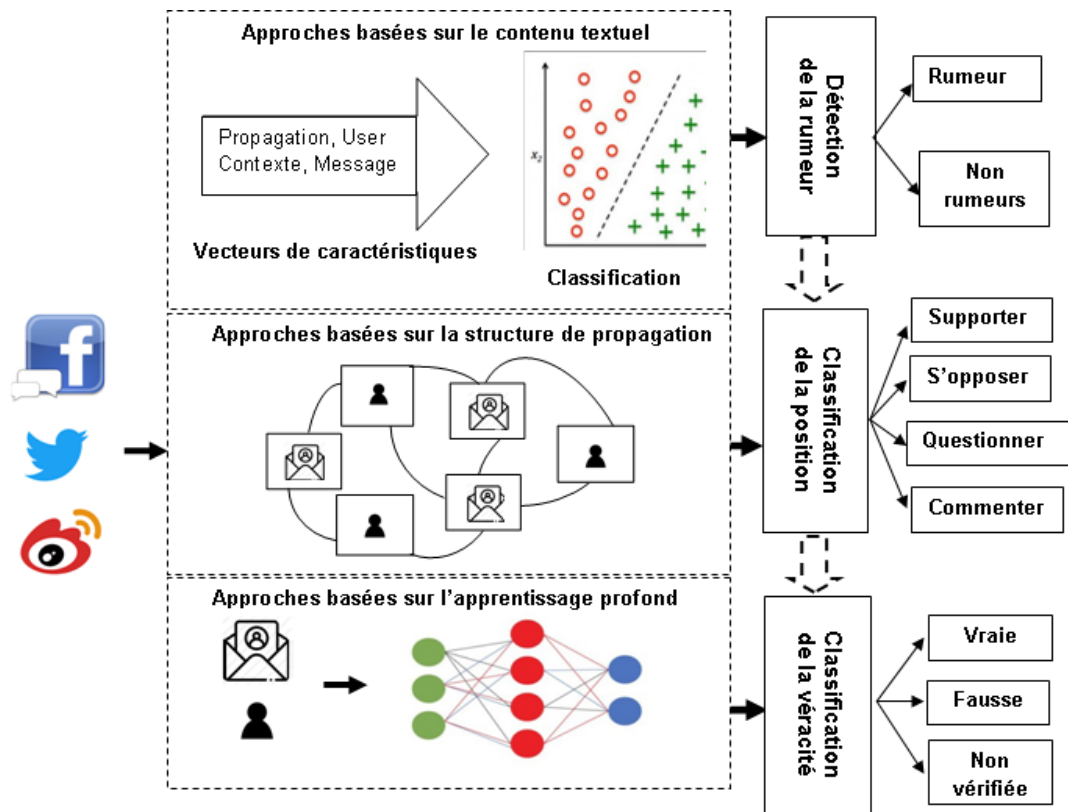 Approches basées sur le contenu textuel
Propagation, User
Contexte, Message
Vecteurs de caractéristiques
x2
Classification
Détection
de la rumeur
Rumeur
Non
rumeurs
Approches basées sur la structure de propagation
Classification
de la position
Supporter
S'opposer
Questionner
Commenter
Approches basées sur l'apprentissage profond
Classification
de la véracité
Vraie
Fausse
Non
vérifiée
f